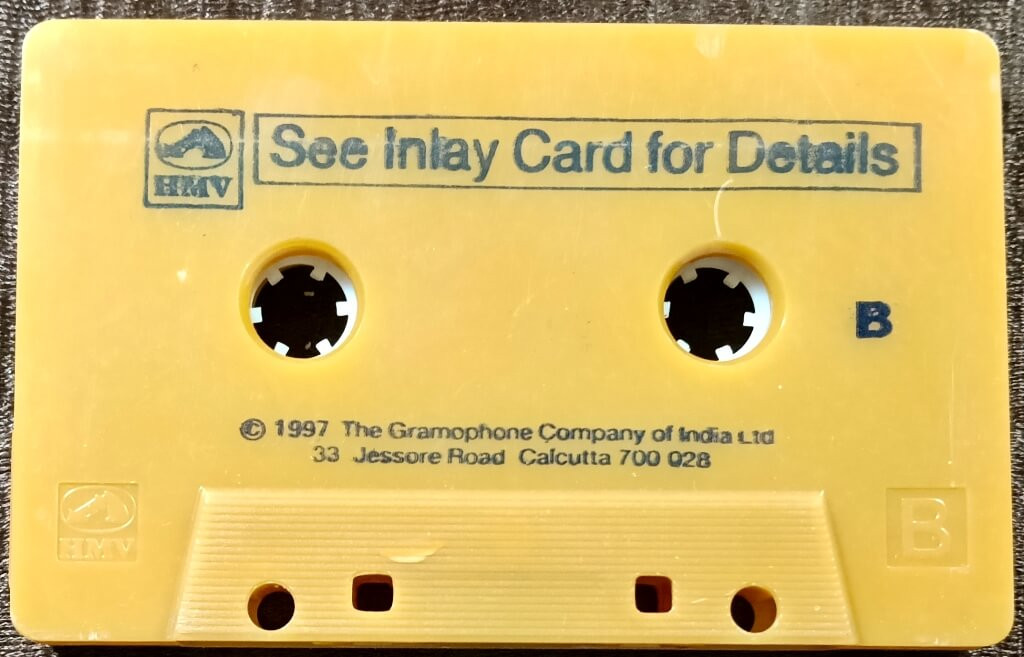 HMV See Inlay Card for Details
B
© 1997 The Gramophone Company of India Ltd
33 Jessore Road Calcutta 700 028
HMV
B